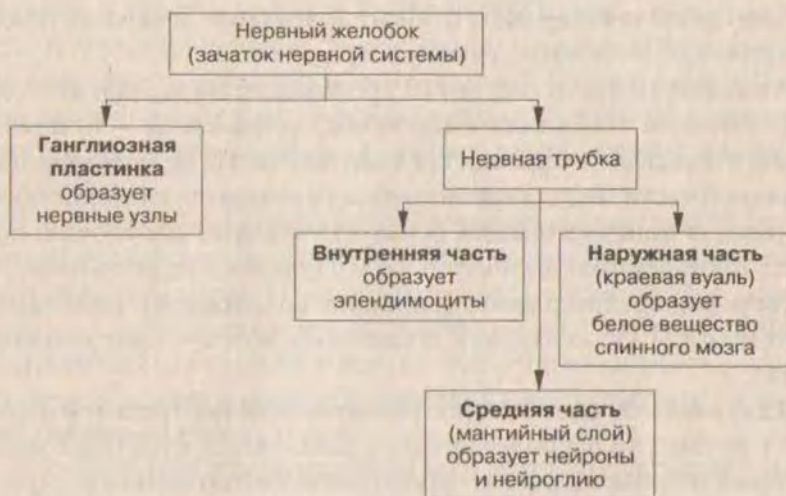 Нервный желобок
(зачаток нервной системы)
Ганглиозная
пластинка
образует
нервные узлы
Нервная трубка
Внутренняя часть
образует
эпендимоциты
Наружная часть
(краевая вуаль)
образует
белое вещество
спинного мозга
Средняя часть
(мантийный слой)
образует нейроны
и нейроглию